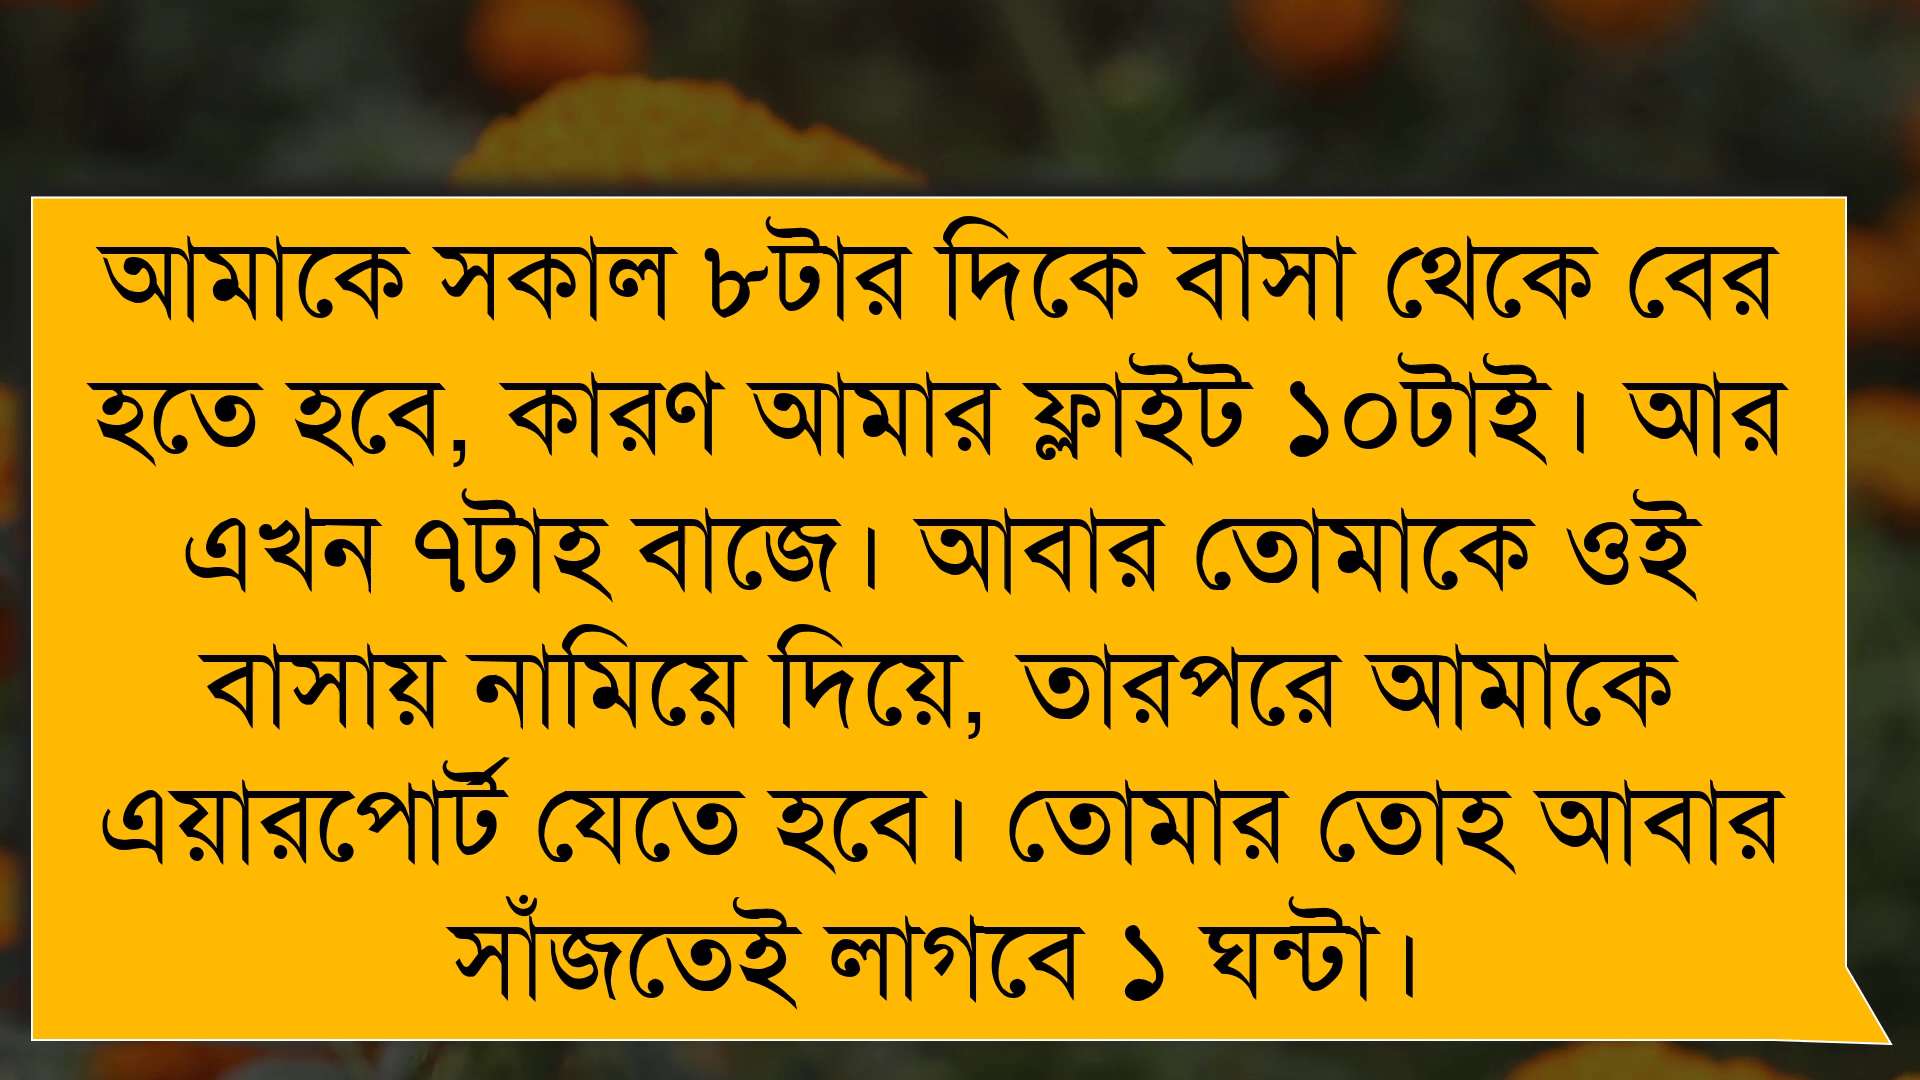 আমাকে সকাল ৮টার দিকে বাসা থেকে বের
হতে হবে, কারণ আমার ফ্লাইট ১০টাই। আর
এখন ৭টাহ বাজে। আবার তোমাকে ওই
বাসায় নামিয়ে দিয়ে, তারপরে আমাকে
এয়ারপোর্ট যেতে হবে। তোমার তোহ আবার
সাঁজতেই লাগবে ১ ঘন্টা।